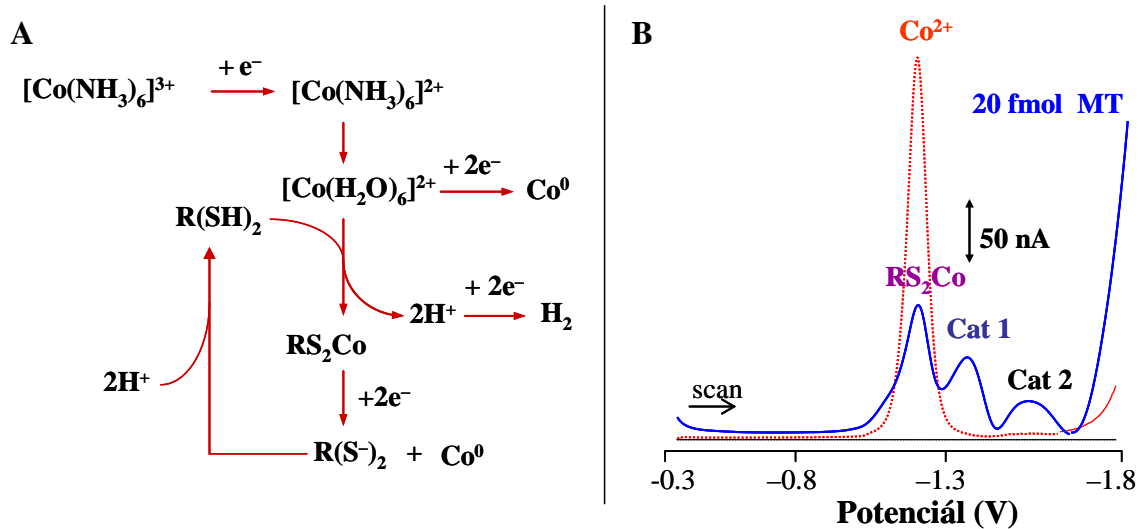 A
[Co(NH₃)₆]³⁺
+ e⁻
[Co(NH₃)₆]²⁺
[Co(H₂O)₆]²⁺
+ 2e⁻
Co⁰
R(SH)₂
2H⁺
+ 2e⁻
H₂
RS₂Co
2H⁺
+2e⁻
R(S⁻)₂ + Co⁰
B
Co²⁺
20 fmol MT
50 nA
RS₂Co
Cat 1
Cat 2
scan
-0.3
–0.8
–1.3
–1.8
Potenciál (V)